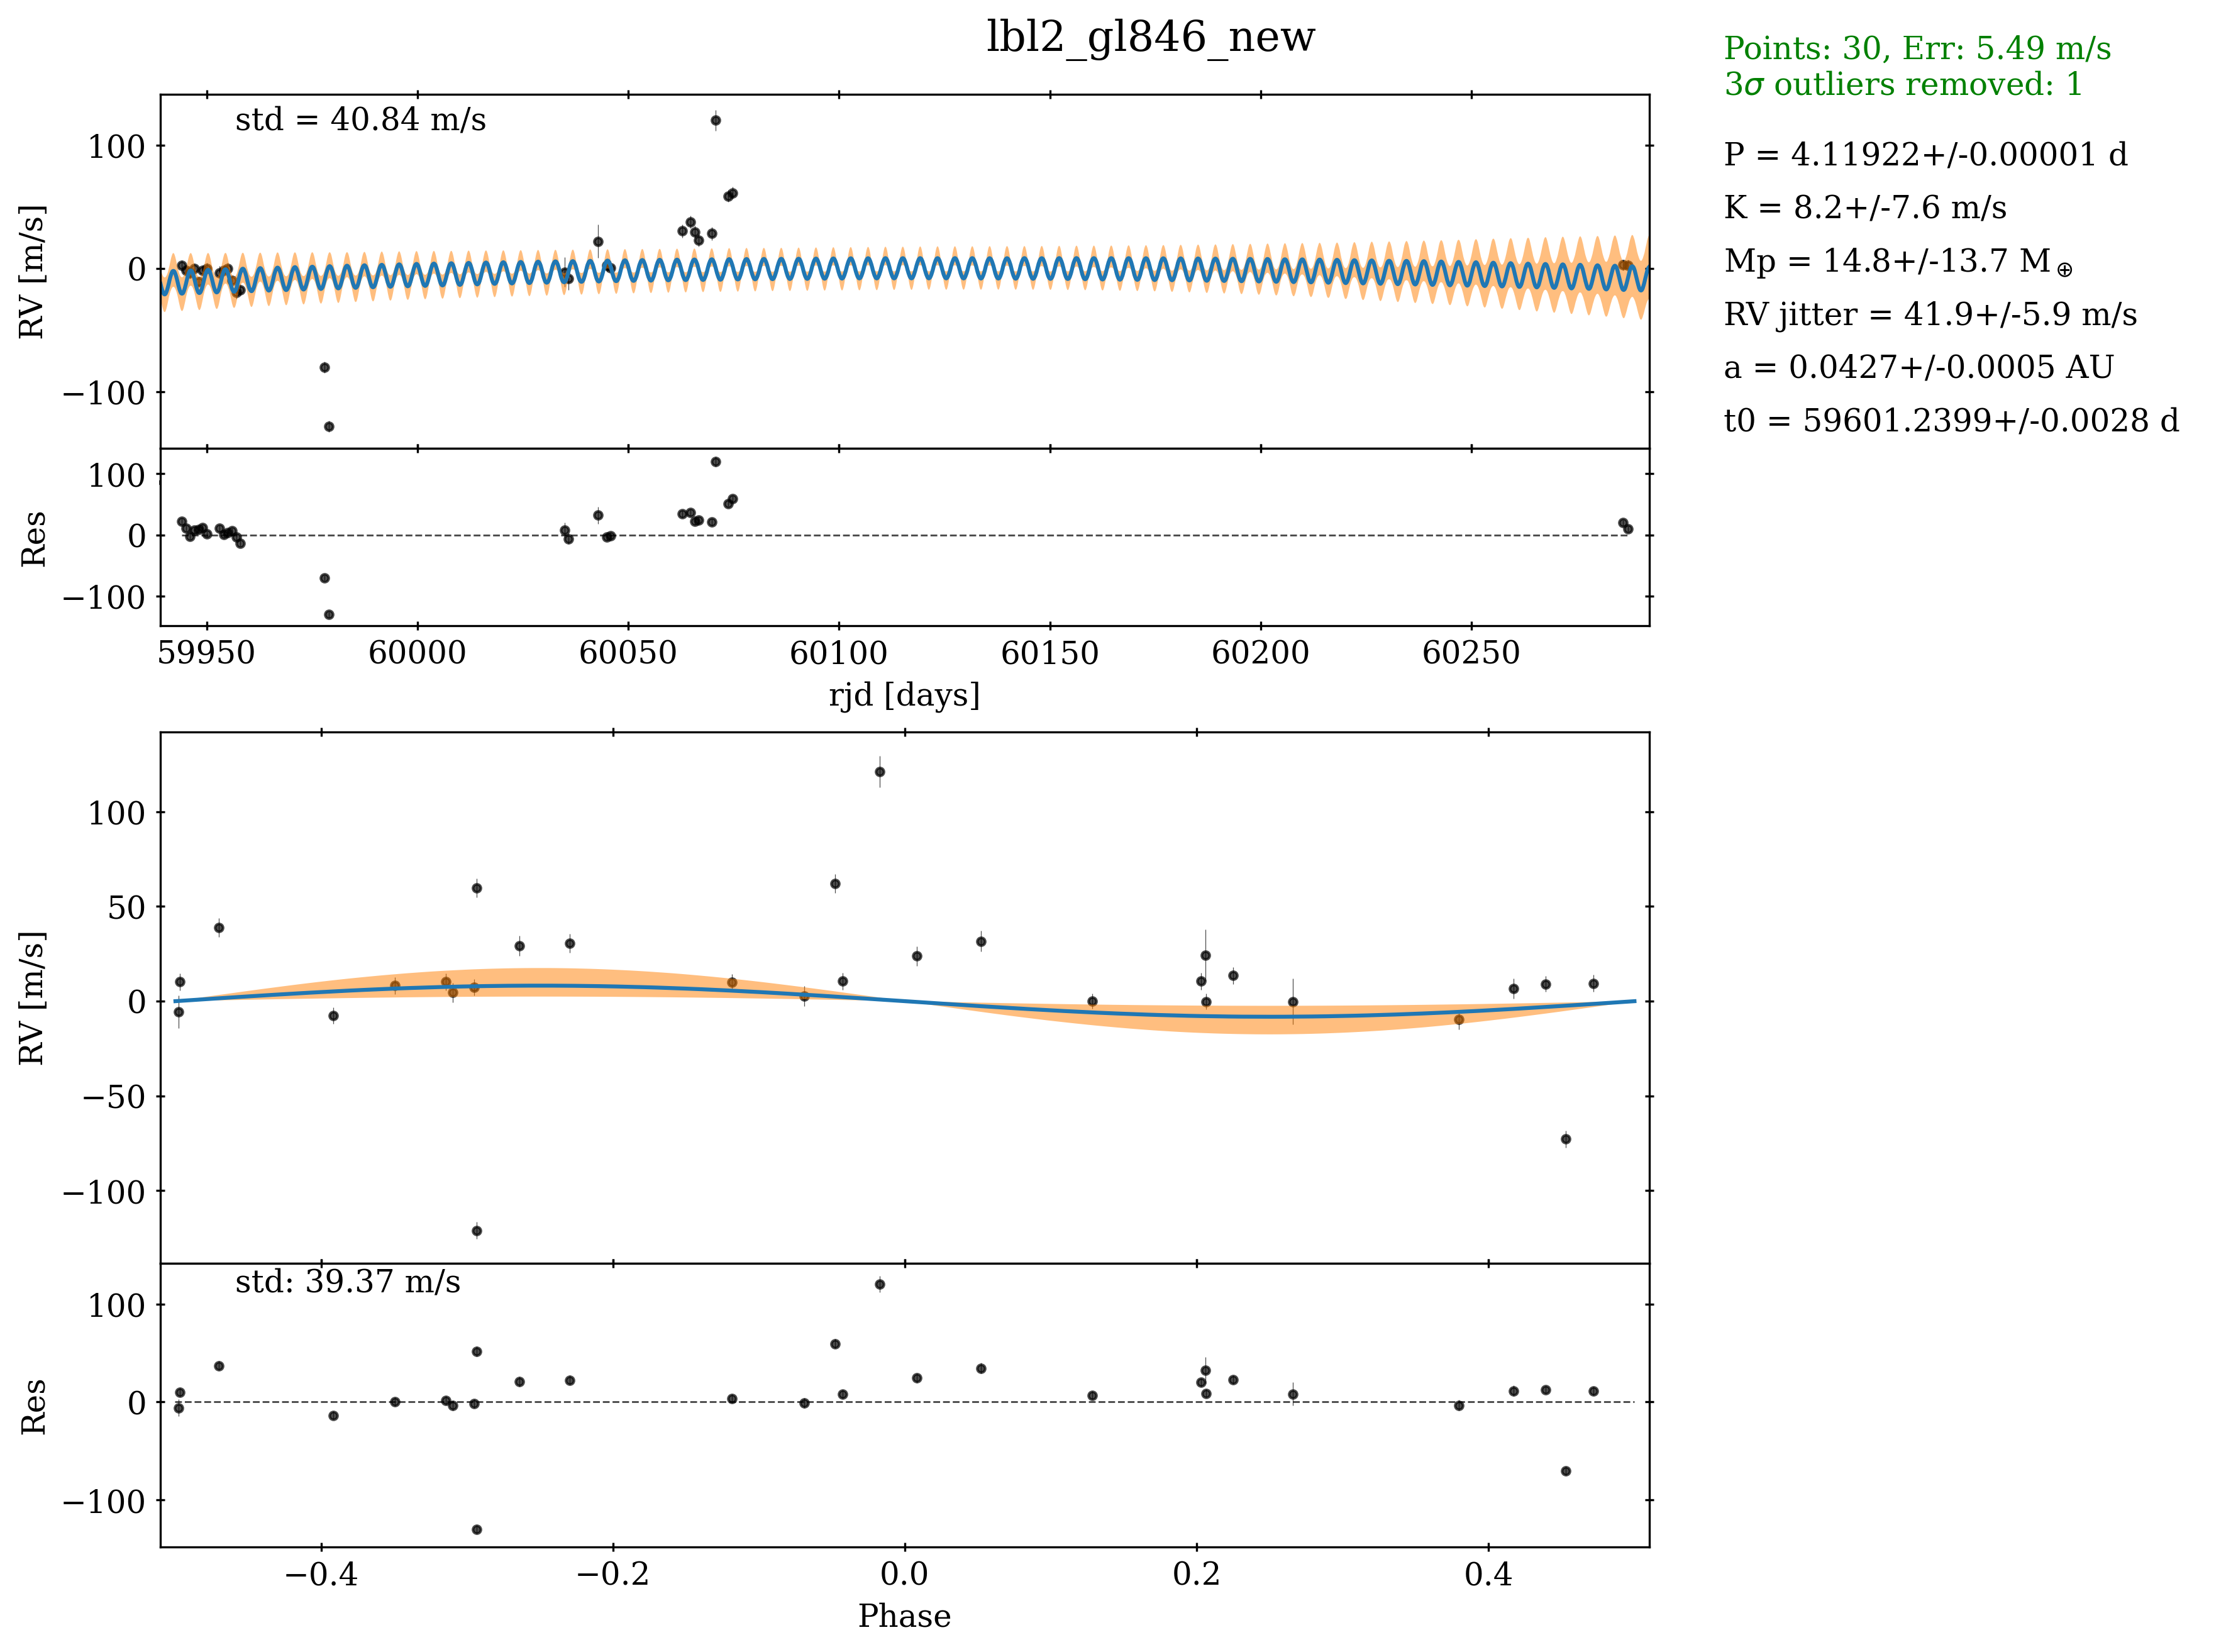 lbl2_gl846_new
Points: 30, Err: 5.49 m/s
3σ outliers removed: 1
P = 4.11922+/-0.00001 d
K = 8.2+/-7.6 m/s
Mp = 14.8+/-13.7 M⊕
RV jitter = 41.9+/-5.9 m/s
a = 0.0427+/-0.0005 AU
t0 = 59601.2399+/-0.0028 d
std = 40.84 m/s
RV [m/s]
100
0
−100
Res
100
0
−100
59950 60000 60050 60100 60150 60200 60250
rjd [days]
RV [m/s]
100
50
0
−50
−100
std: 39.37 m/s
Res
100
0
−100
−0.4 −0.2 0.0 0.2 0.4
Phase